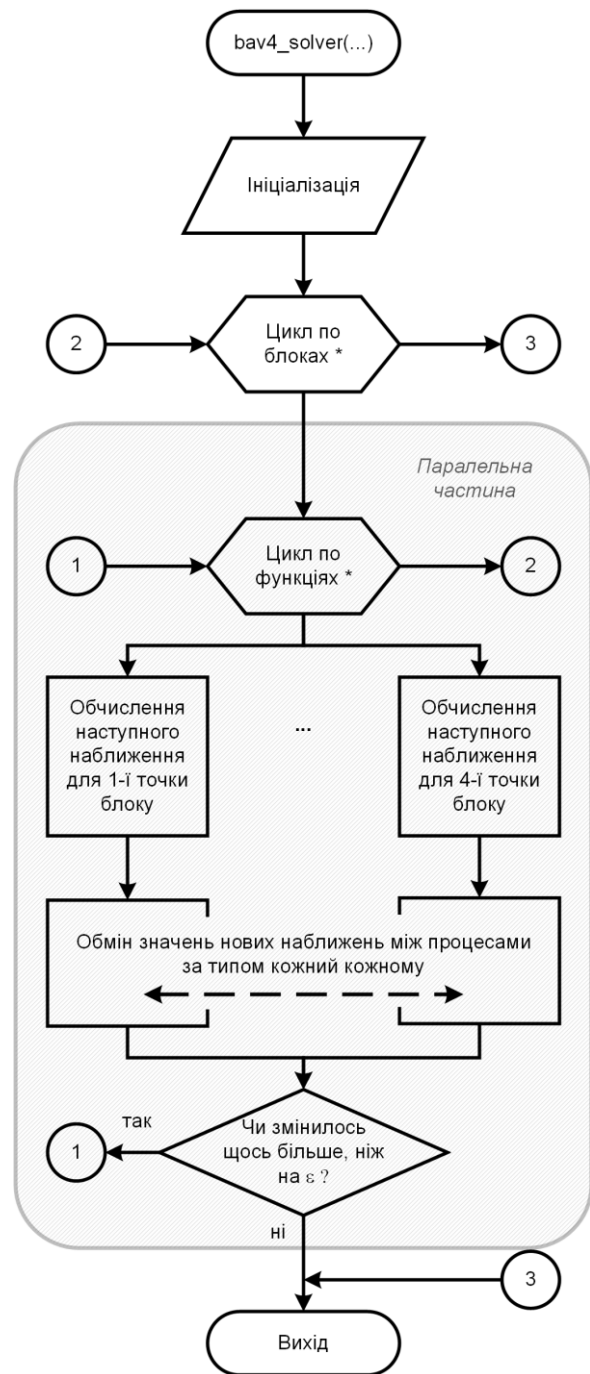 bav4_solver(...)
Ініціалізація
2
Цикл по
блоках *
3
Паралельна
частина
1
Цикл по
функціях *
2
Обчислення
наступного
наближення
для 1-ї точки
блоку
...
Обчислення
наступного
наближення
для 4-ї точки
блоку
Обмін значень нових наближень між процесами
за типом кожний кожному
так
1
Чи змінилось
щось більше, ніж
на ε ?
ні
3
Вихід